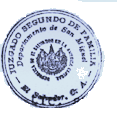 JUZGADO SEGUNDO DE FAMILIA
Departamento de San Miguel
El Salvador, C. A.